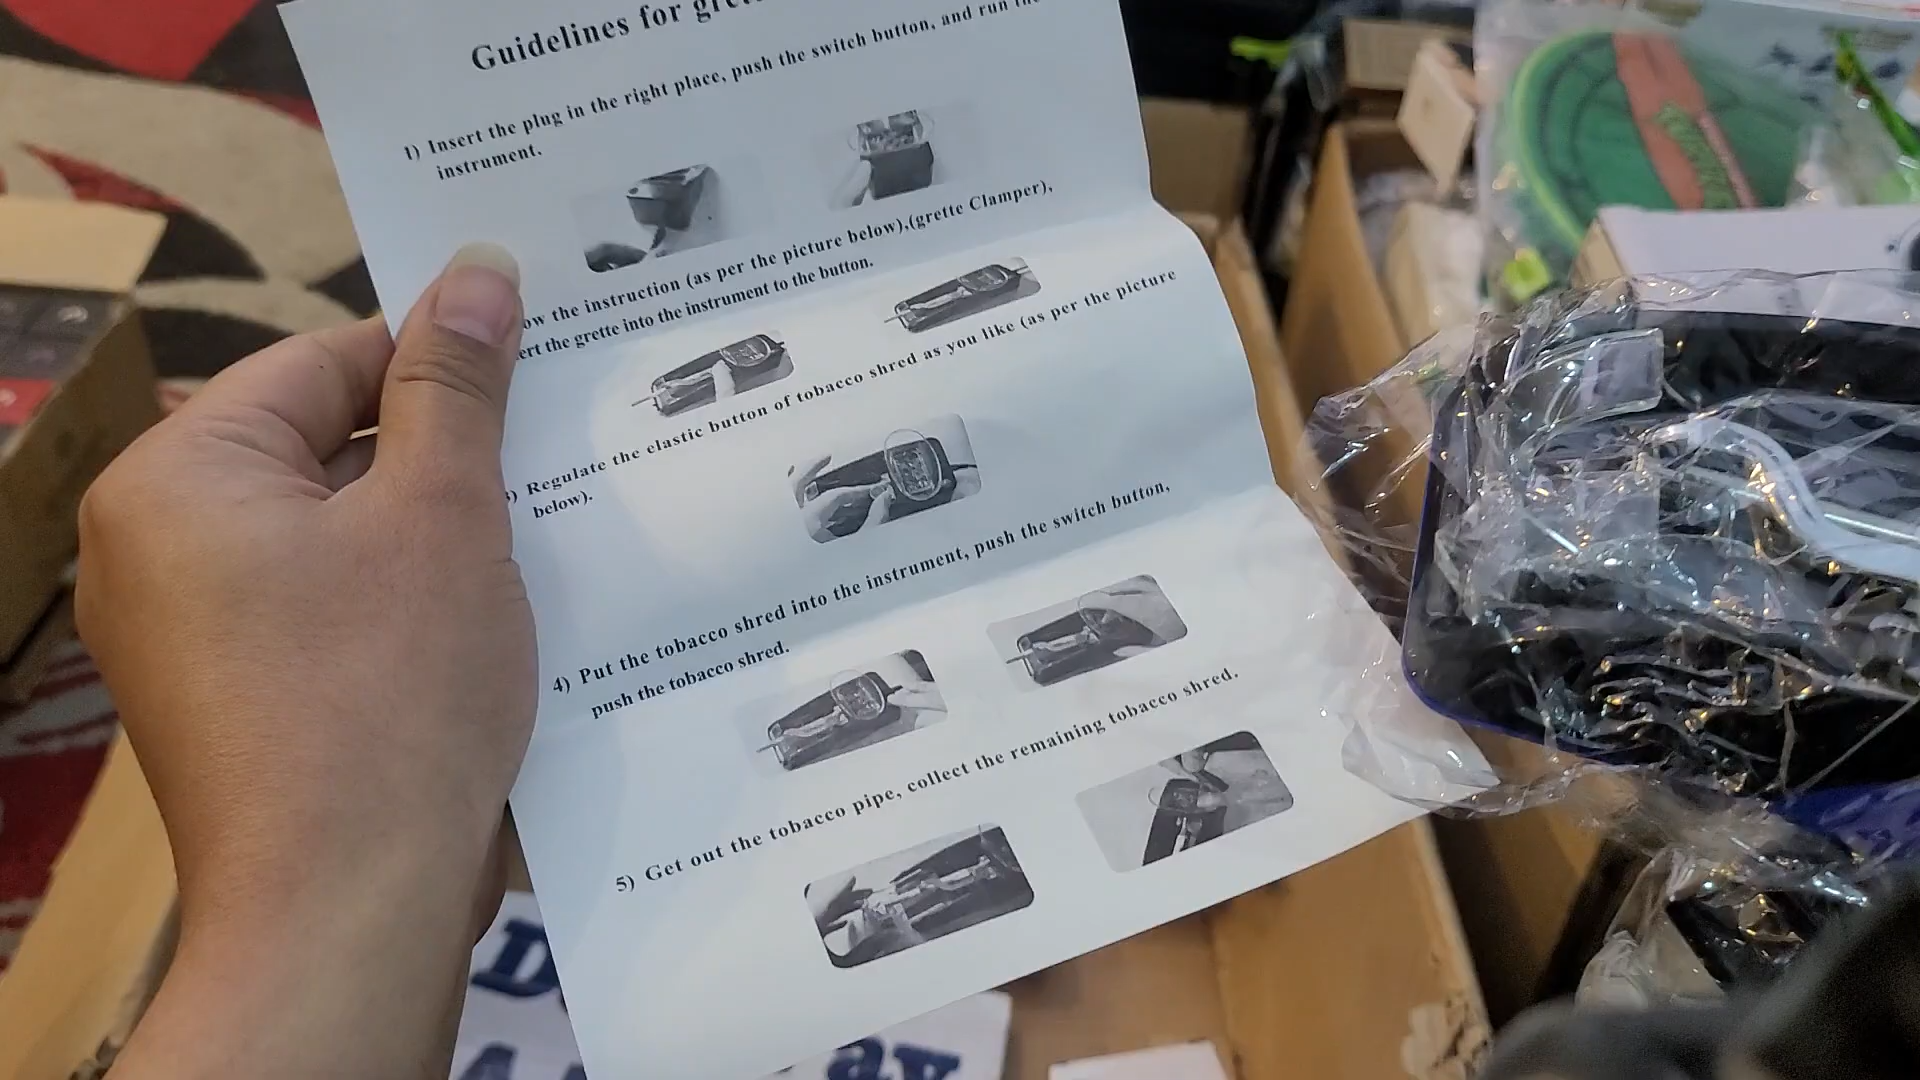 Guidelines for
1) Insert the plug in the right place, push the switch button, and run
instrument.
the instruction (as per the picture below),(grette Clamper),
the grette into the instrument to the button.
) Regulate the elastic button of tobacco shred as you like (as per the picture
below).
4) Put the tobacco shred into the instrument, push the switch button,
push the tobacco shred.
5) Get out the tobacco pipe, collect the remaining tobacco shred.